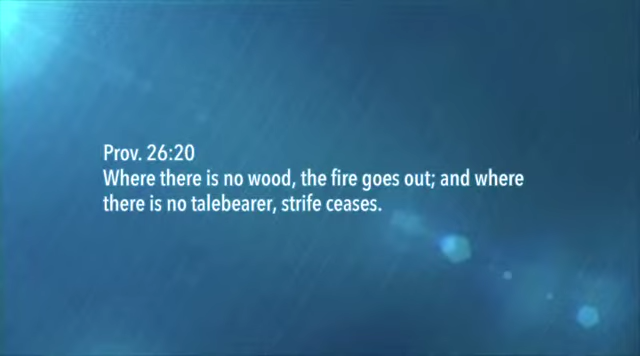 Prov. 26:20
Where there is no wood, the fire goes out; and where
there is no talebearer, strife ceases.